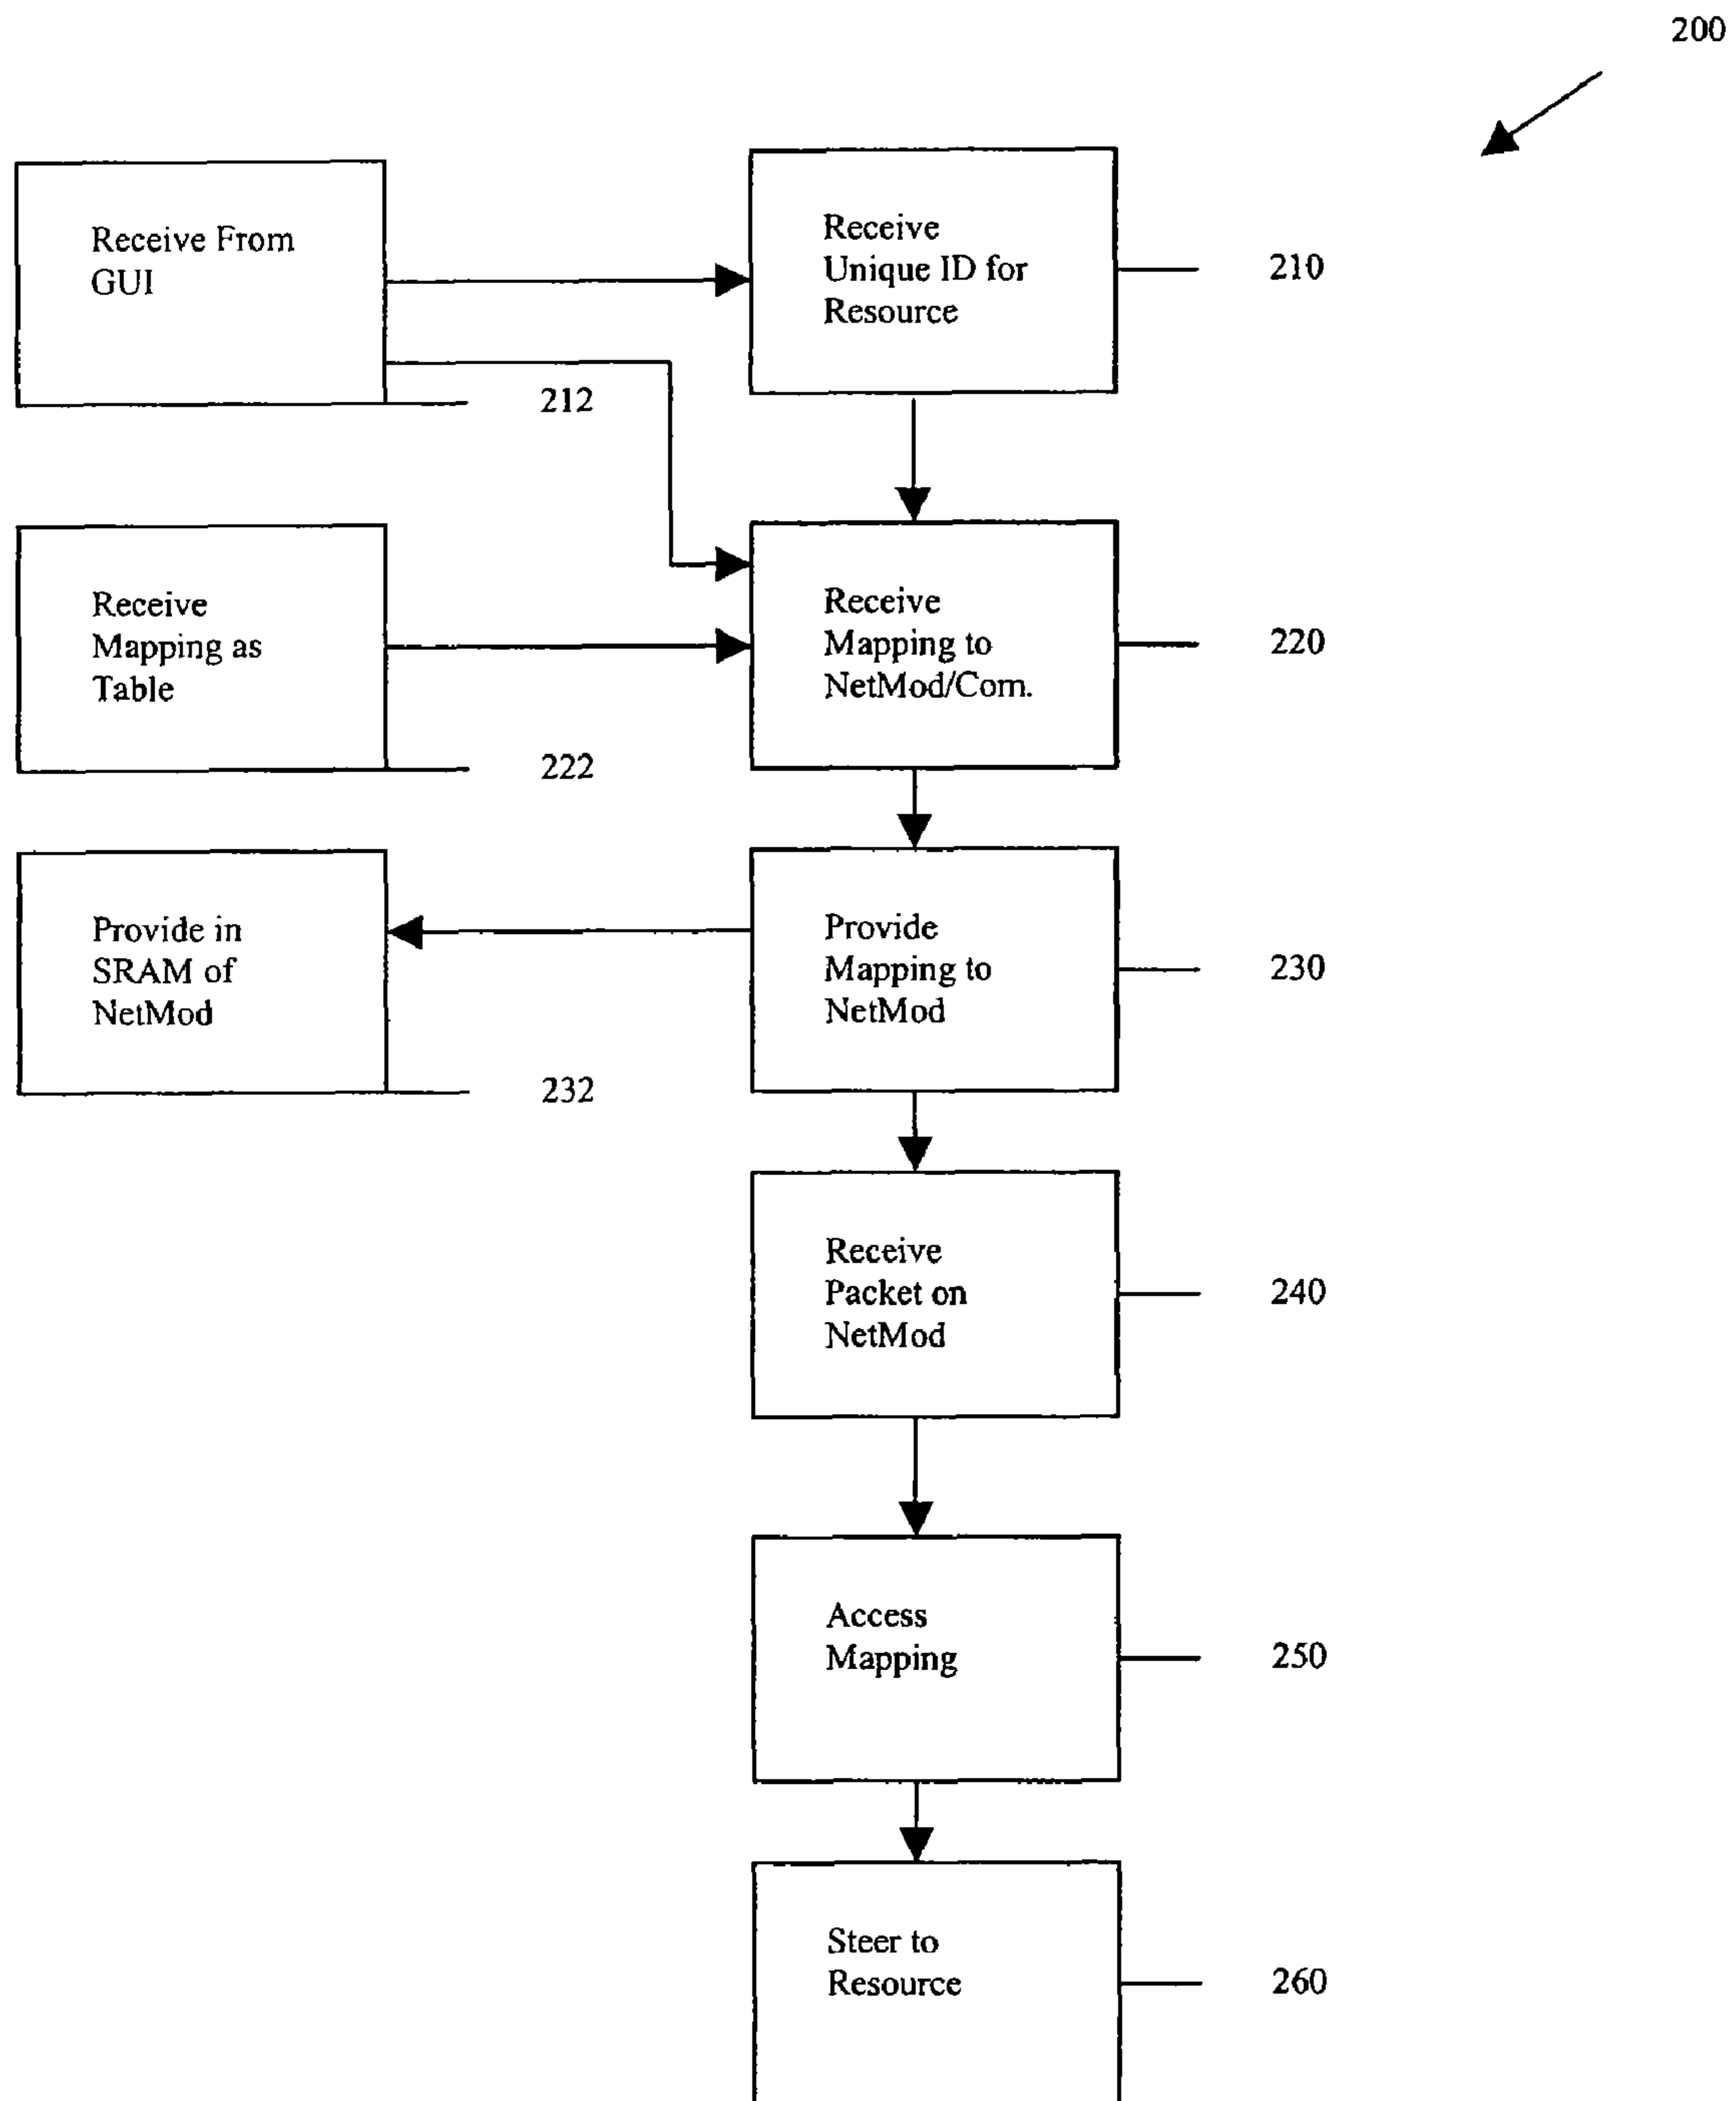 200
Receive From
GUI
212
Receive
Unique ID for
Resource
210
Receive
Mapping as
Table
222
Receive
Mapping to
NetMod/Com.
220
Provide in
SRAM of
NetMod
232
Provide
Mapping to
NetMod
230
Receive
Packet on
NetMod
240
Access
Mapping
250
Steer to
Resource
260